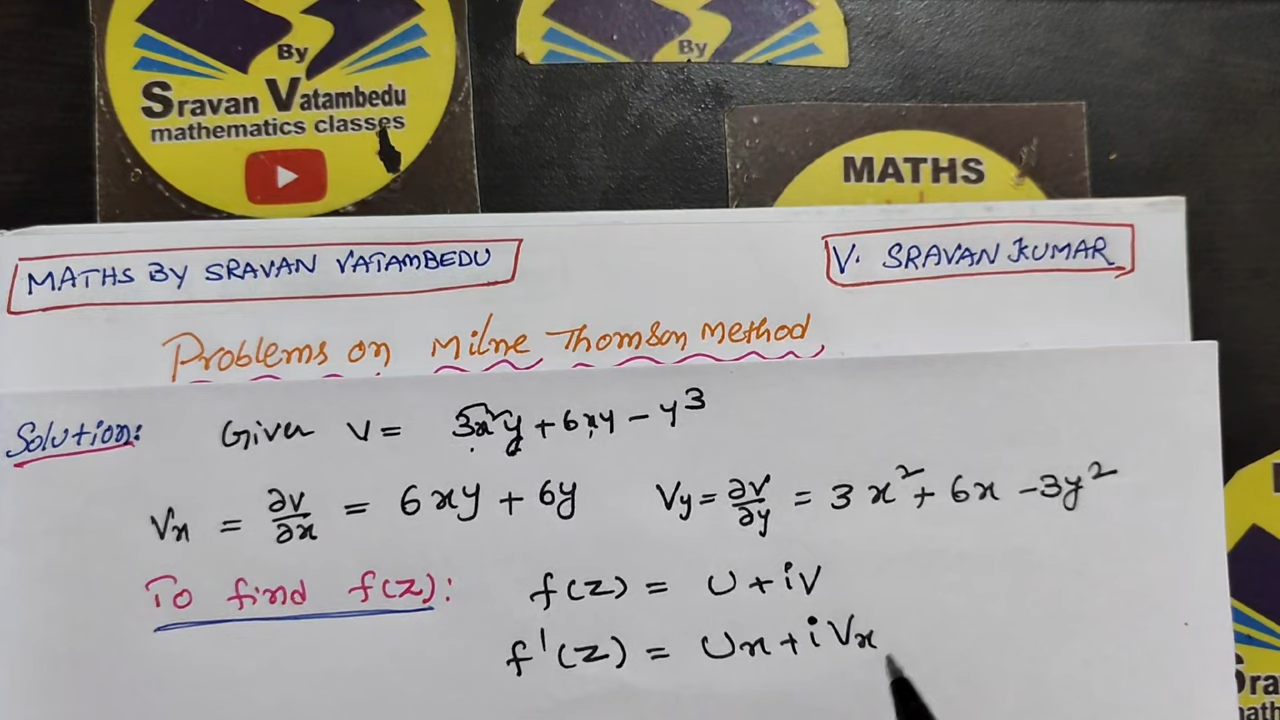 By
Sravan Vatambedu
mathematics classes
By
MATHS
MATHS BY SRAVAN VATAMBEDU
V. SRAVAN KUMAR
Problems on Milne Thomson Method
Solution: Given V = 3x²y + 6xy - y³
Vx = ∂V/∂x = 6xy + 6y Vy = ∂V/∂y = 3x² + 6x - 3y²
To find f(z): f(z) = U + iV
f'(z) = Ux + iVx